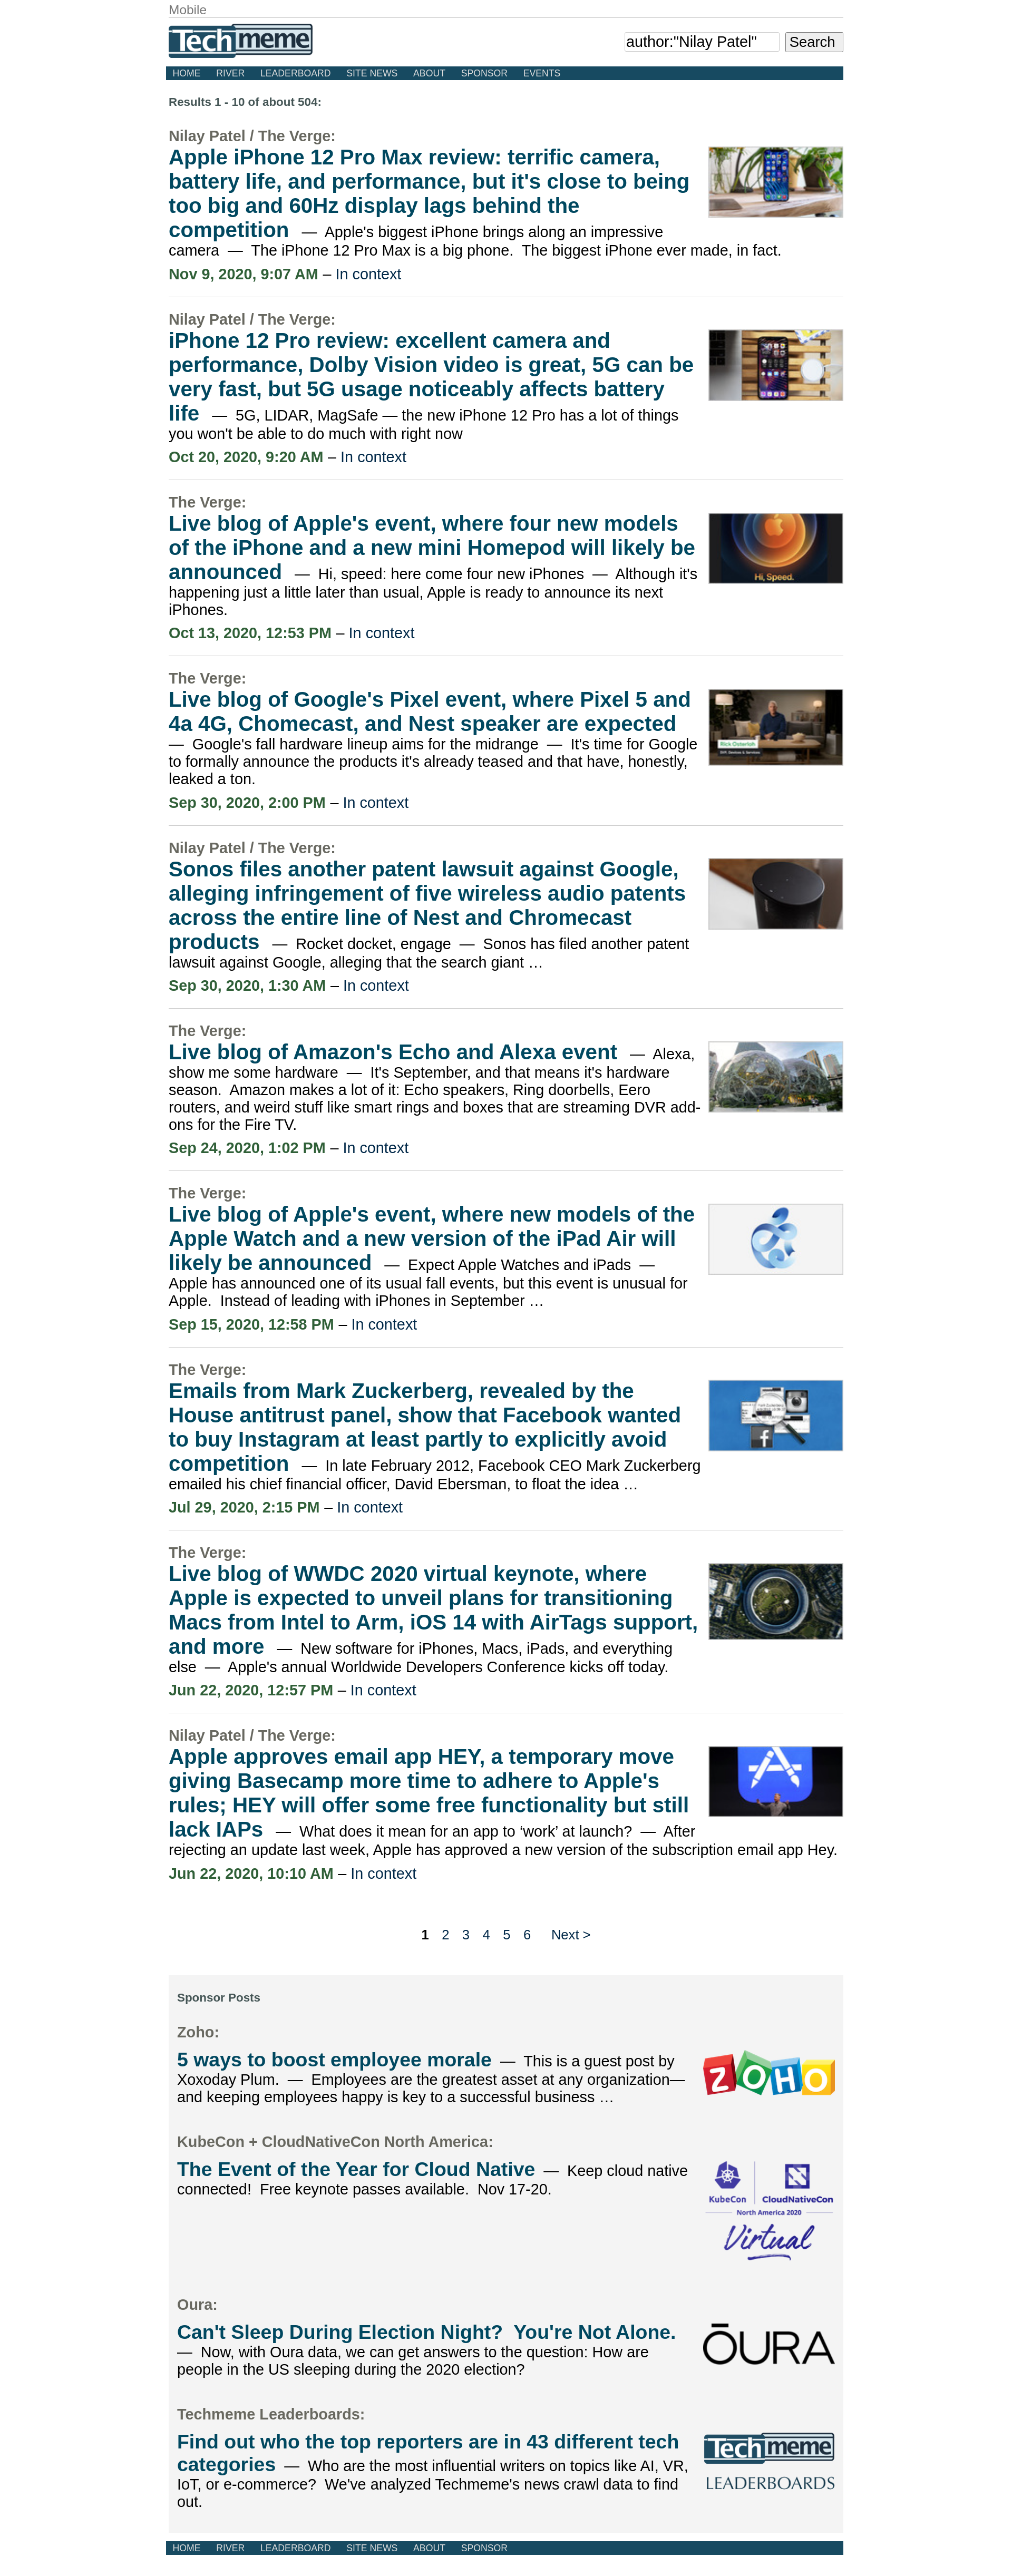 Mobile
Techmeme
author:"Nilay Patel"
Search
HOME RIVER LEADERBOARD SITE NEWS ABOUT SPONSOR EVENTS
Results 1 - 10 of about 504:
Nilay Patel / The Verge:
Apple iPhone 12 Pro Max review: terrific camera,
battery life, and performance, but it's close to being
too big and 60Hz display lags behind the
competition — Apple's biggest iPhone brings along an impressive
camera — The iPhone 12 Pro Max is a big phone. The biggest iPhone ever made, in fact.
Nov 9, 2020, 9:07 AM – In context
Nilay Patel / The Verge:
iPhone 12 Pro review: excellent camera and
performance, Dolby Vision video is great, 5G can be
very fast, but 5G usage noticeably affects battery
life — 5G, LIDAR, MagSafe — the new iPhone 12 Pro has a lot of things
you won't be able to do much with right now
Oct 20, 2020, 9:20 AM – In context
The Verge:
Live blog of Apple's event, where four new models
of the iPhone and a new mini Homepod will likely be
announced — Hi, speed: here come four new iPhones — Although it's
happening just a little later than usual, Apple is ready to announce its next
iPhones.
Hi, Speed.
Oct 13, 2020, 12:53 PM – In context
The Verge:
Live blog of Google's Pixel event, where Pixel 5 and
4a 4G, Chomecast, and Nest speaker are expected
— Google's fall hardware lineup aims for the midrange — It's time for Google
to formally announce the products it's already teased and that have, honestly,
leaked a ton.
Rick Osterloh
Sep 30, 2020, 2:00 PM – In context
Nilay Patel / The Verge:
Sonos files another patent lawsuit against Google,
alleging infringement of five wireless audio patents
across the entire line of Nest and Chromecast
products — Rocket docket, engage — Sonos has filed another patent
lawsuit against Google, alleging that the search giant …
Sep 30, 2020, 1:30 AM – In context
The Verge:
Live blog of Amazon's Echo and Alexa event — Alexa,
show me some hardware — It's September, and that means it's hardware
season. Amazon makes a lot of it: Echo speakers, Ring doorbells, Eero
routers, and weird stuff like smart rings and boxes that are streaming DVR add-
ons for the Fire TV.
Sep 24, 2020, 1:02 PM – In context
The Verge:
Live blog of Apple's event, where new models of the
Apple Watch and a new version of the iPad Air will
likely be announced — Expect Apple Watches and iPads —
Apple has announced one of its usual fall events, but this event is unusual for
Apple. Instead of leading with iPhones in September …
Sep 15, 2020, 12:58 PM – In context
The Verge:
Emails from Mark Zuckerberg, revealed by the
House antitrust panel, show that Facebook wanted
to buy Instagram at least partly to explicitly avoid
competition — In late February 2012, Facebook CEO Mark Zuckerberg
emailed his chief financial officer, David Ebersman, to float the idea …
Jul 29, 2020, 2:15 PM – In context
The Verge:
Live blog of WWDC 2020 virtual keynote, where
Apple is expected to unveil plans for transitioning
Macs from Intel to Arm, iOS 14 with AirTags support,
and more — New software for iPhones, Macs, iPads, and everything
else — Apple's annual Worldwide Developers Conference kicks off today.
Jun 22, 2020, 12:57 PM – In context
Nilay Patel / The Verge:
Apple approves email app HEY, a temporary move
giving Basecamp more time to adhere to Apple's
rules; HEY will offer some free functionality but still
lack IAPs — What does it mean for an app to ‘work’ at launch? — After
rejecting an update last week, Apple has approved a new version of the subscription email app Hey.
Jun 22, 2020, 10:10 AM – In context
1 2 3 4 5 6 Next >
Sponsor Posts
Zoho:
5 ways to boost employee morale — This is a guest post by
Xoxoday Plum. — Employees are the greatest asset at any organization—
and keeping employees happy is key to a successful business …
ZOHO
KubeCon + CloudNativeCon North America:
The Event of the Year for Cloud Native — Keep cloud native
connected! Free keynote passes available. Nov 17-20.
KubeCon CloudNativeCon
North America 2020
Virtual
Oura:
Can't Sleep During Election Night? You're Not Alone.
— Now, with Oura data, we can get answers to the question: How are
people in the US sleeping during the 2020 election?
ŌURA
Techmeme Leaderboards:
Find out who the top reporters are in 43 different tech
categories — Who are the most influential writers on topics like AI, VR,
IoT, or e-commerce? We've analyzed Techmeme's news crawl data to find
out.
Techmeme
LEADERBOARDS
HOME RIVER LEADERBOARD SITE NEWS ABOUT SPONSOR